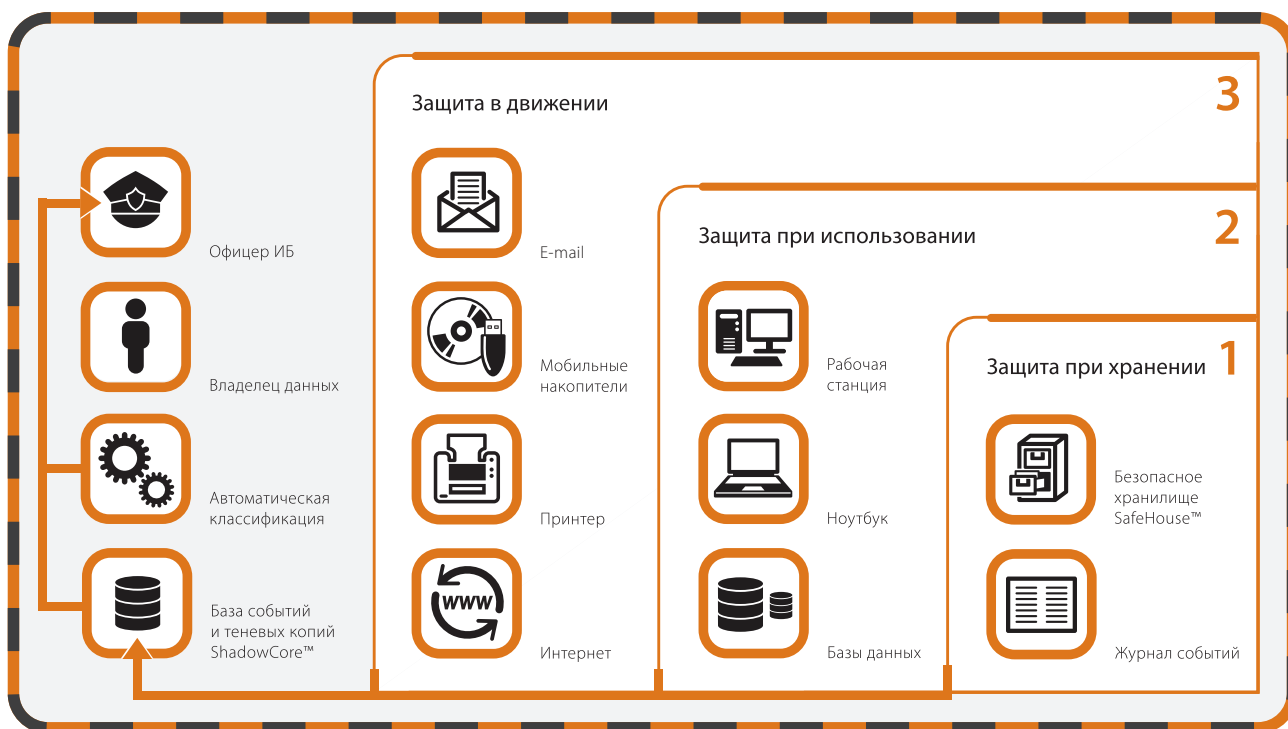 Офицер ИБ
Владелец данных
Автоматическая
классификация
База событий
и теневых копий
ShadowCore™
3
Защита в движении
E-mail
Мобильные
накопители
Принтер
www
Интернет
2
Защита при использовании
Рабочая
станция
Ноутбук
Базы данных
1
Защита при хранении
Безопасное
хранилище
SafeHouse™
Журнал событий